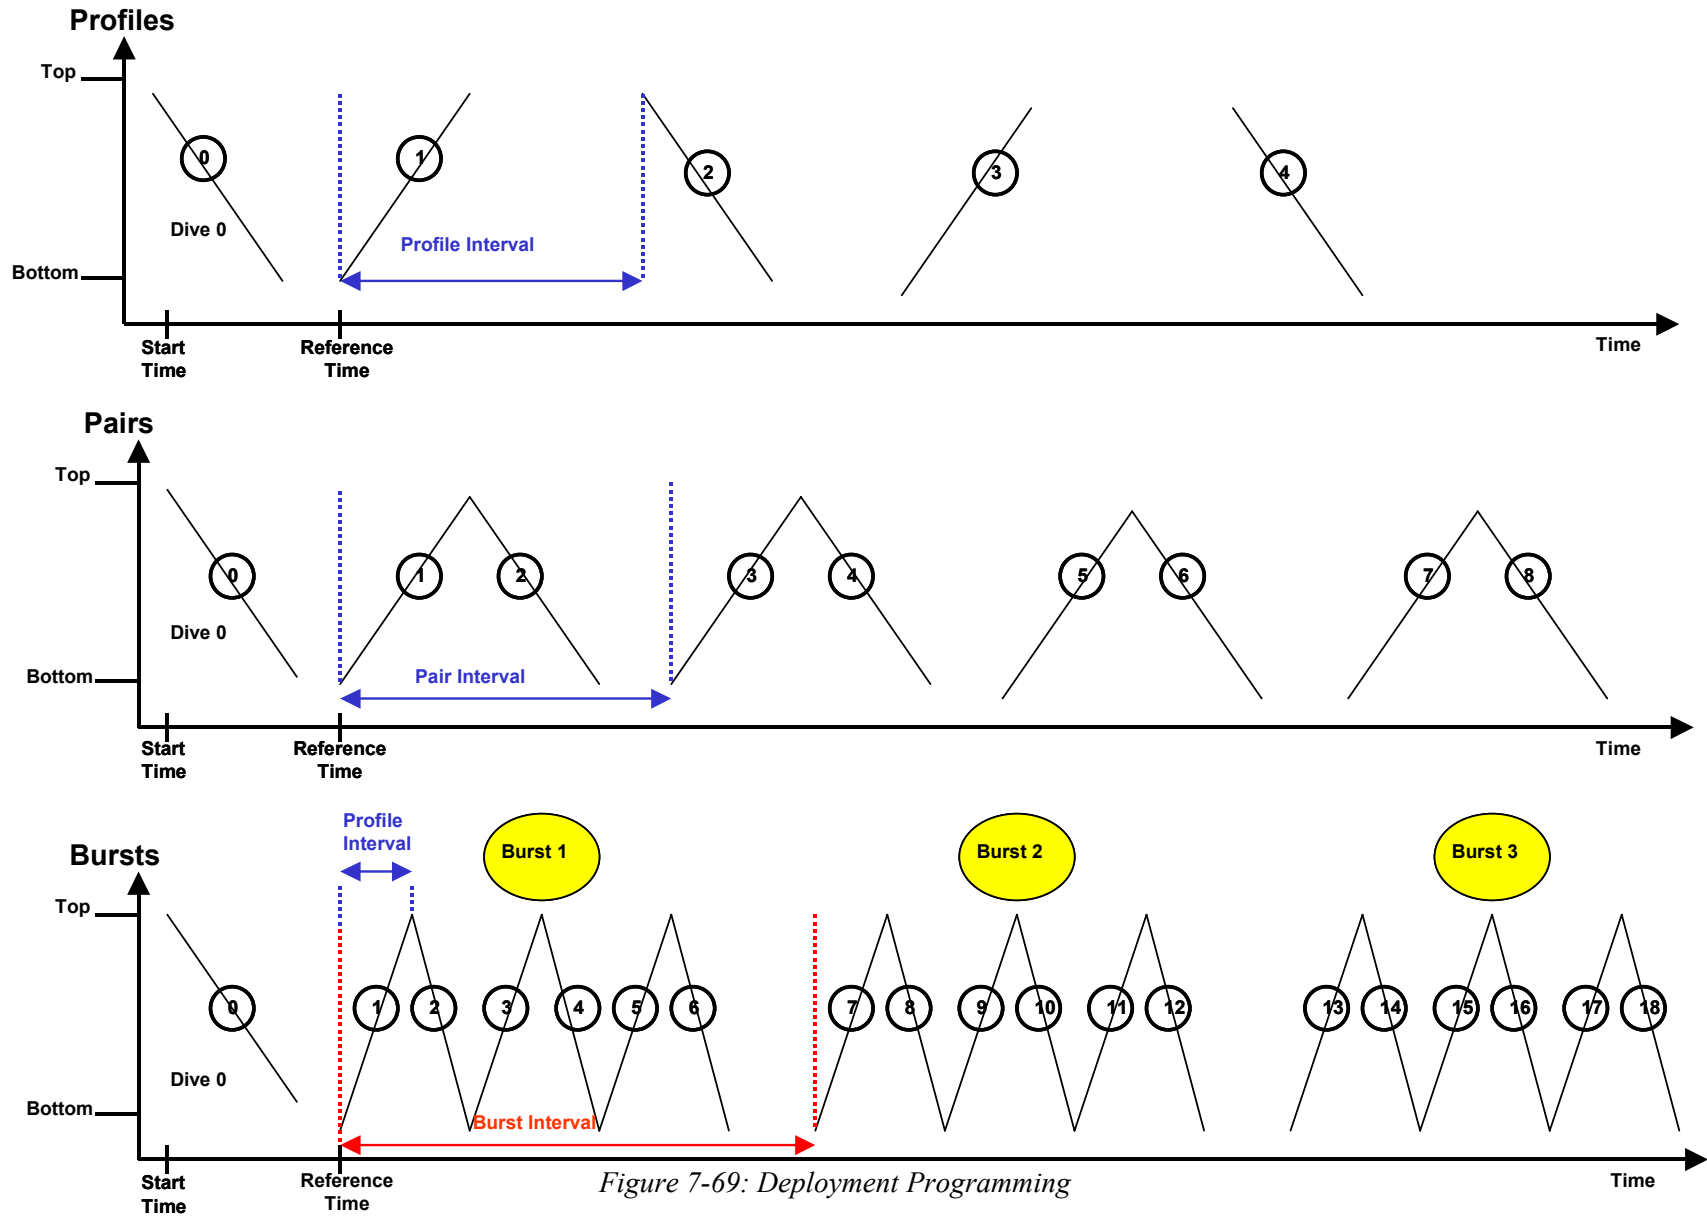 Profiles
Top
0
1
2
3
4
Dive 0
Profile Interval
Bottom
Start
Time
Reference
Time
Time
Pairs
Top
0
1
2
3
4
5
6
7
8
Dive 0
Pair Interval
Bottom
Start
Time
Reference
Time
Time
Profile
Interval
Bursts
Burst 1
Burst 2
Burst 3
Top
0
1
2
3
4
5
6
7
8
9
10
11
12
13
14
15
16
17
18
Dive 0
Bottom
Burst Interval
Start
Time
Reference
Time
Time
Figure 7-69: Deployment Programming